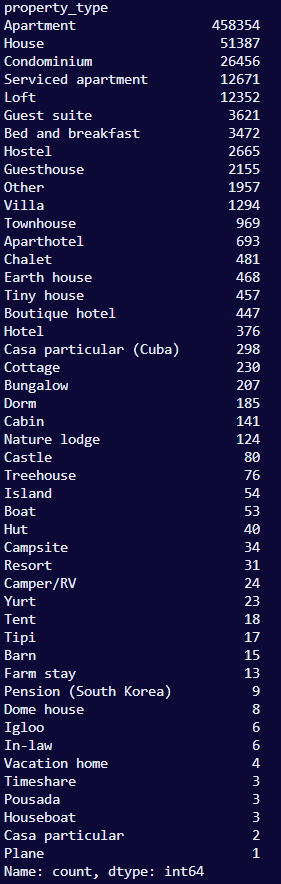 property_type
Apartment 458354
House 51387
Condominium 26456
Serviced apartment 12671
Loft 12352
Guest suite 3621
Bed and breakfast 3472
Hostel 2665
Guesthouse 2155
Other 1957
Villa 1294
Townhouse 969
Aparthotel 693
Chalet 481
Earth house 468
Tiny house 457
Boutique hotel 447
Hotel 376
Casa particular (Cuba) 298
Cottage 230
Bungalow 207
Dorm 185
Cabin 141
Nature lodge 124
Castle 80
Treehouse 76
Island 54
Boat 53
Hut 40
Campsite 34
Resort 31
Camper/RV 24
Yurt 23
Tent 18
Tipi 17
Barn 15
Farm stay 13
Pension (South Korea) 9
Dome house 8
Igloo 6
In-law 6
Vacation home 4
Timeshare 3
Pousada 3
Houseboat 3
Casa particular 2
Plane 1
Name: count, dtype: int64